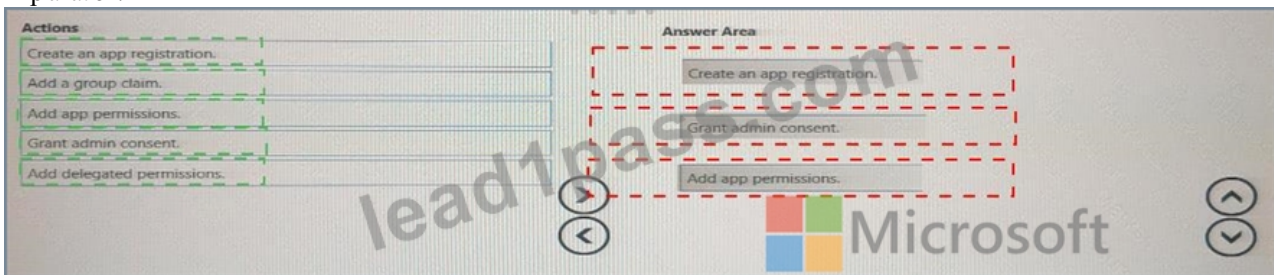 Actions
Create an app registration.
Add a group claim.
Add app permissions.
Grant admin consent.
Add delegated permissions.
Answer Area
Create an app registration.
Grant admin consent.
Add app permissions.
lead1pass.com
Microsoft